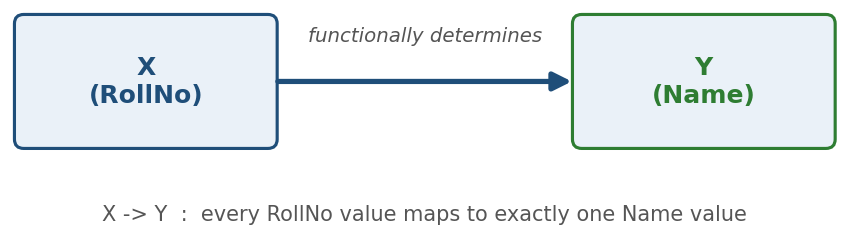 functionally determines
X
(RollNo)
Y
(Name)
X -> Y  :  every RollNo value maps to exactly one Name value